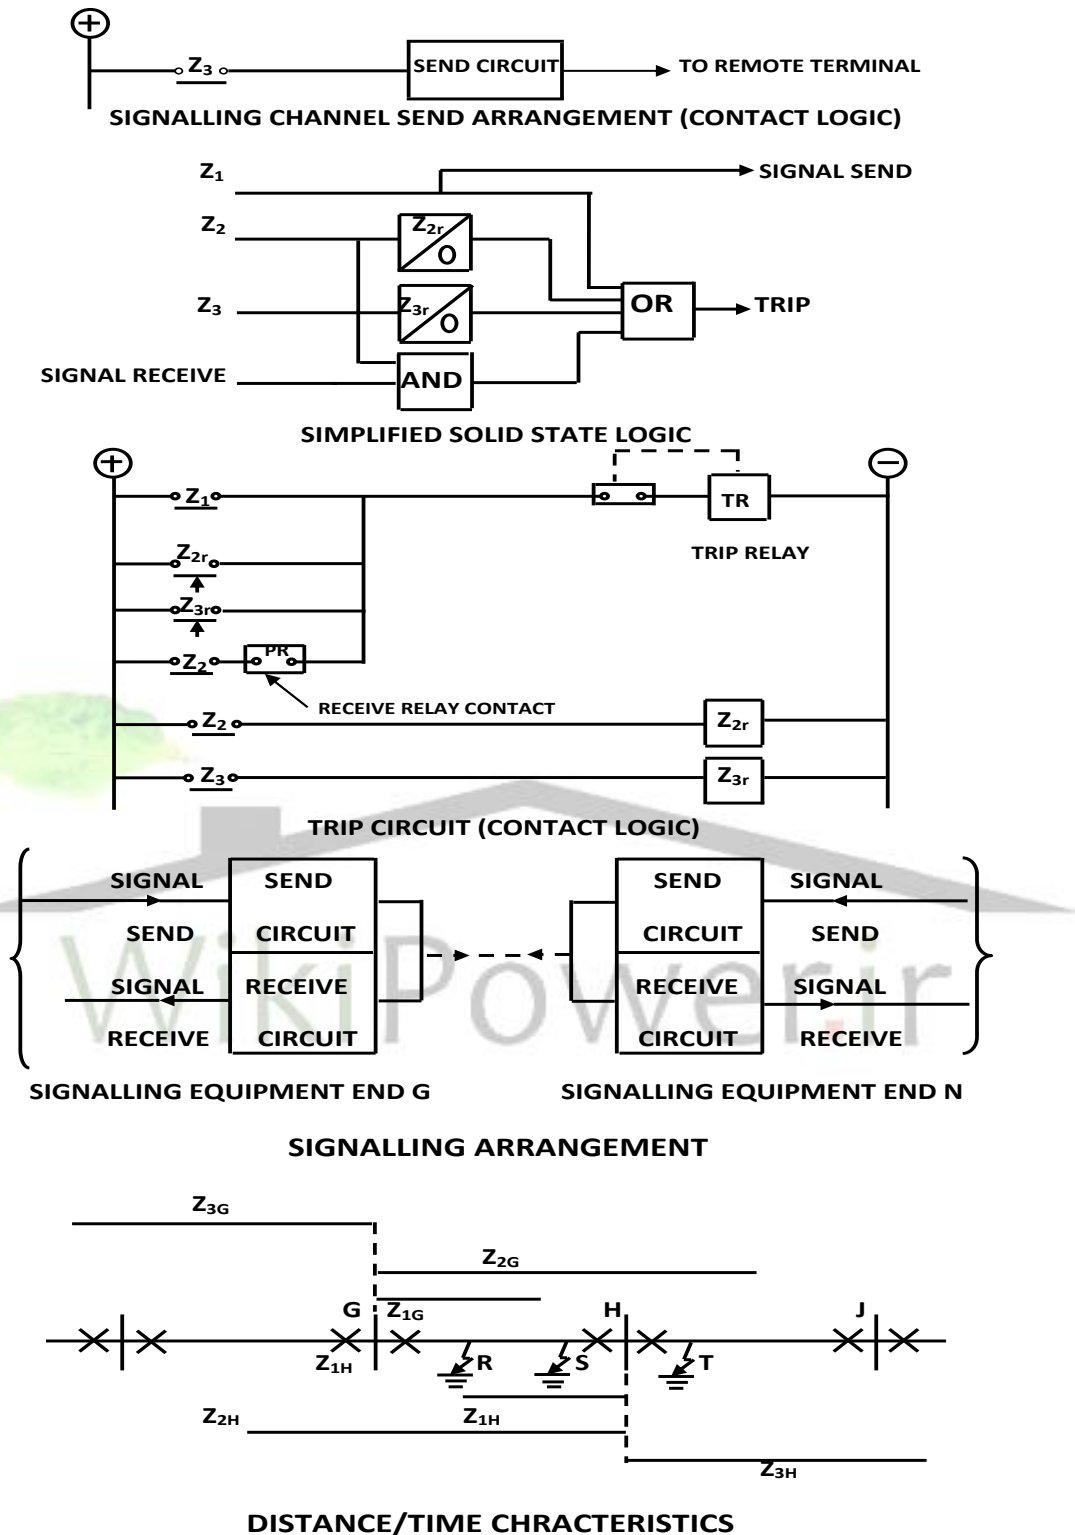 +
Z3
SEND CIRCUIT
TO REMOTE TERMINAL
SIGNALLING CHANNEL SEND ARRANGEMENT (CONTACT LOGIC)
Z1
SIGNAL SEND
Z2
Z2r
O
Z3
Z3r
O
OR
TRIP
SIGNAL RECEIVE
AND
SIMPLIFIED SOLID STATE LOGIC
+
−
Z1
TR
Z2r
TRIP RELAY
Z3r
Z2
PR
RECEIVE RELAY CONTACT
Z2
Z2r
Z3
Z3r
TRIP CIRCUIT (CONTACT LOGIC)
SIGNAL
SEND
SEND
CIRCUIT
SIGNAL
RECEIVE
RECEIVE
CIRCUIT
SEND
CIRCUIT
SIGNAL
SEND
RECEIVE
CIRCUIT
SIGNAL
RECEIVE
WikiPower.ir
SIGNALLING EQUIPMENT END G
SIGNALLING EQUIPMENT END N
SIGNALLING ARRANGEMENT
Z3G
Z2G
G
Z1G
H
J
Z1H
R
S
T
Z2H
Z1H
Z3H
DISTANCE/TIME CHRACTERISTICS